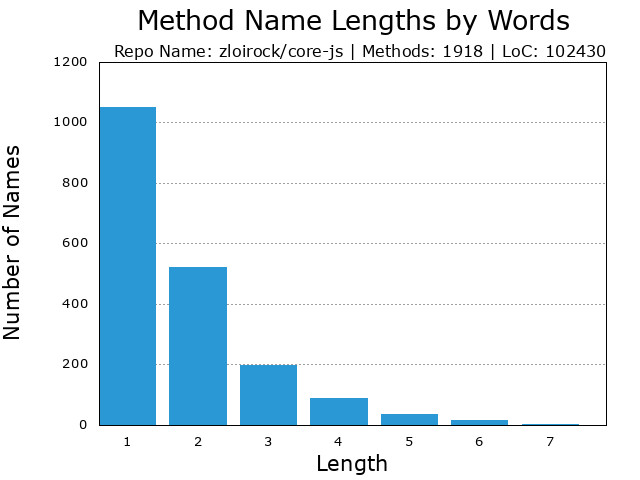 Method Name Lengths by Words
Repo Name: zloirock/core-js | Methods: 1918 | LoC: 102430
Number of Names
1200
1000
800
600
400
200
0
1 2 3 4 5 6 7
Length